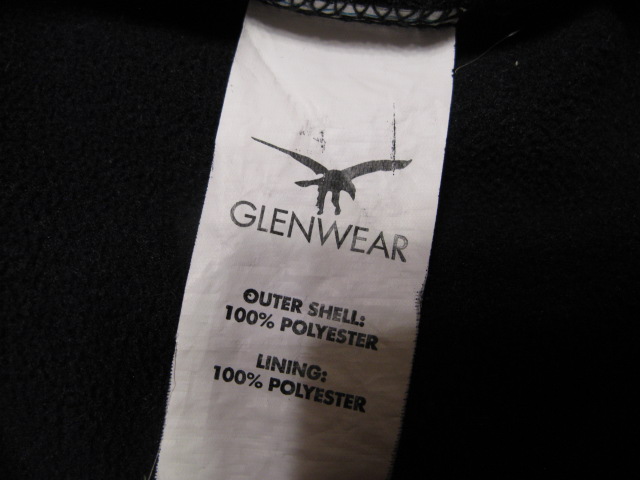 GLENWEAR
OUTER SHELL:
100% POLYESTER
LINING:
100% POLYESTER